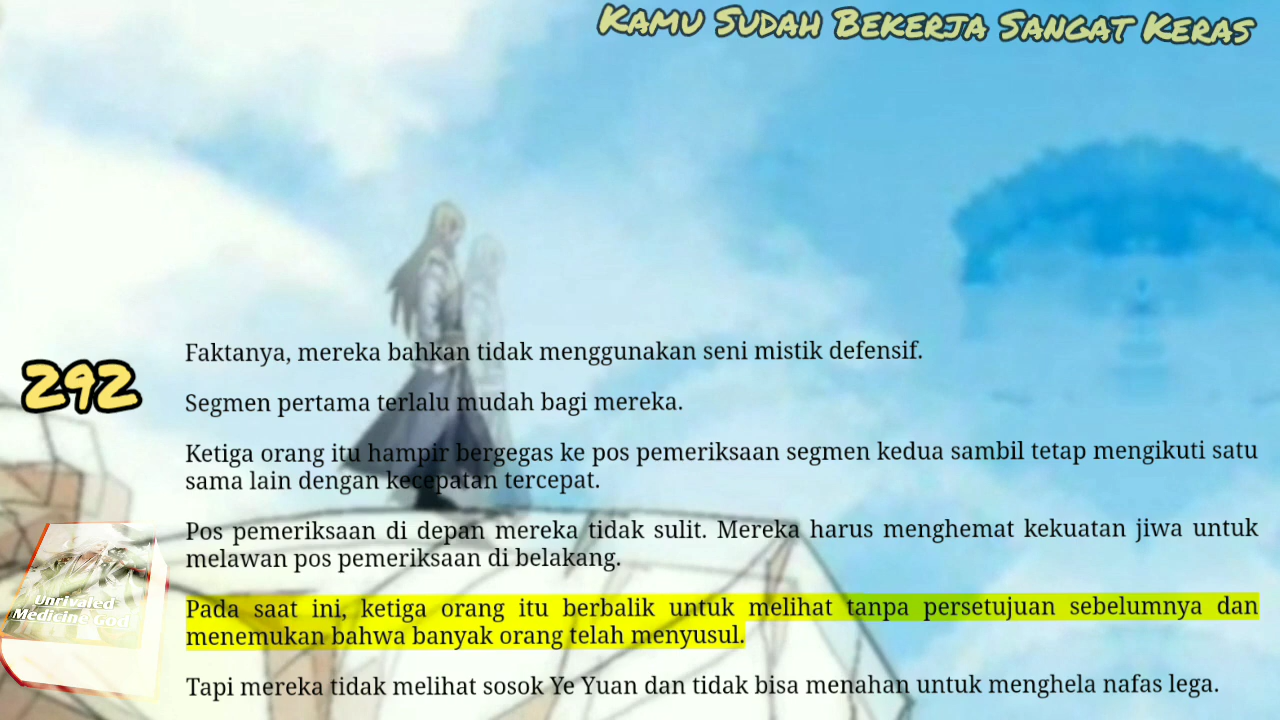 Kamu Sudah Bekerja Sangat Keras
292
Faktanya, mereka bahkan tidak menggunakan seni mistik defensif.
Segmen pertama terlalu mudah bagi mereka.
Ketiga orang itu hampir bergegas ke pos pemeriksaan segmen kedua sambil tetap mengikuti satu
sama lain dengan kecepatan tercepat.
Pos pemeriksaan di depan mereka tidak sulit. Mereka harus menghemat kekuatan jiwa untuk
melawan pos pemeriksaan di belakang.
Pada saat ini, ketiga orang itu berbalik untuk melihat tanpa persetujuan sebelumnya dan
menemukan bahwa banyak orang telah menyusul.
Tapi mereka tidak melihat sosok Ye Yuan dan tidak bisa menahan untuk menghela nafas lega.
Unrivaled
Medicine God